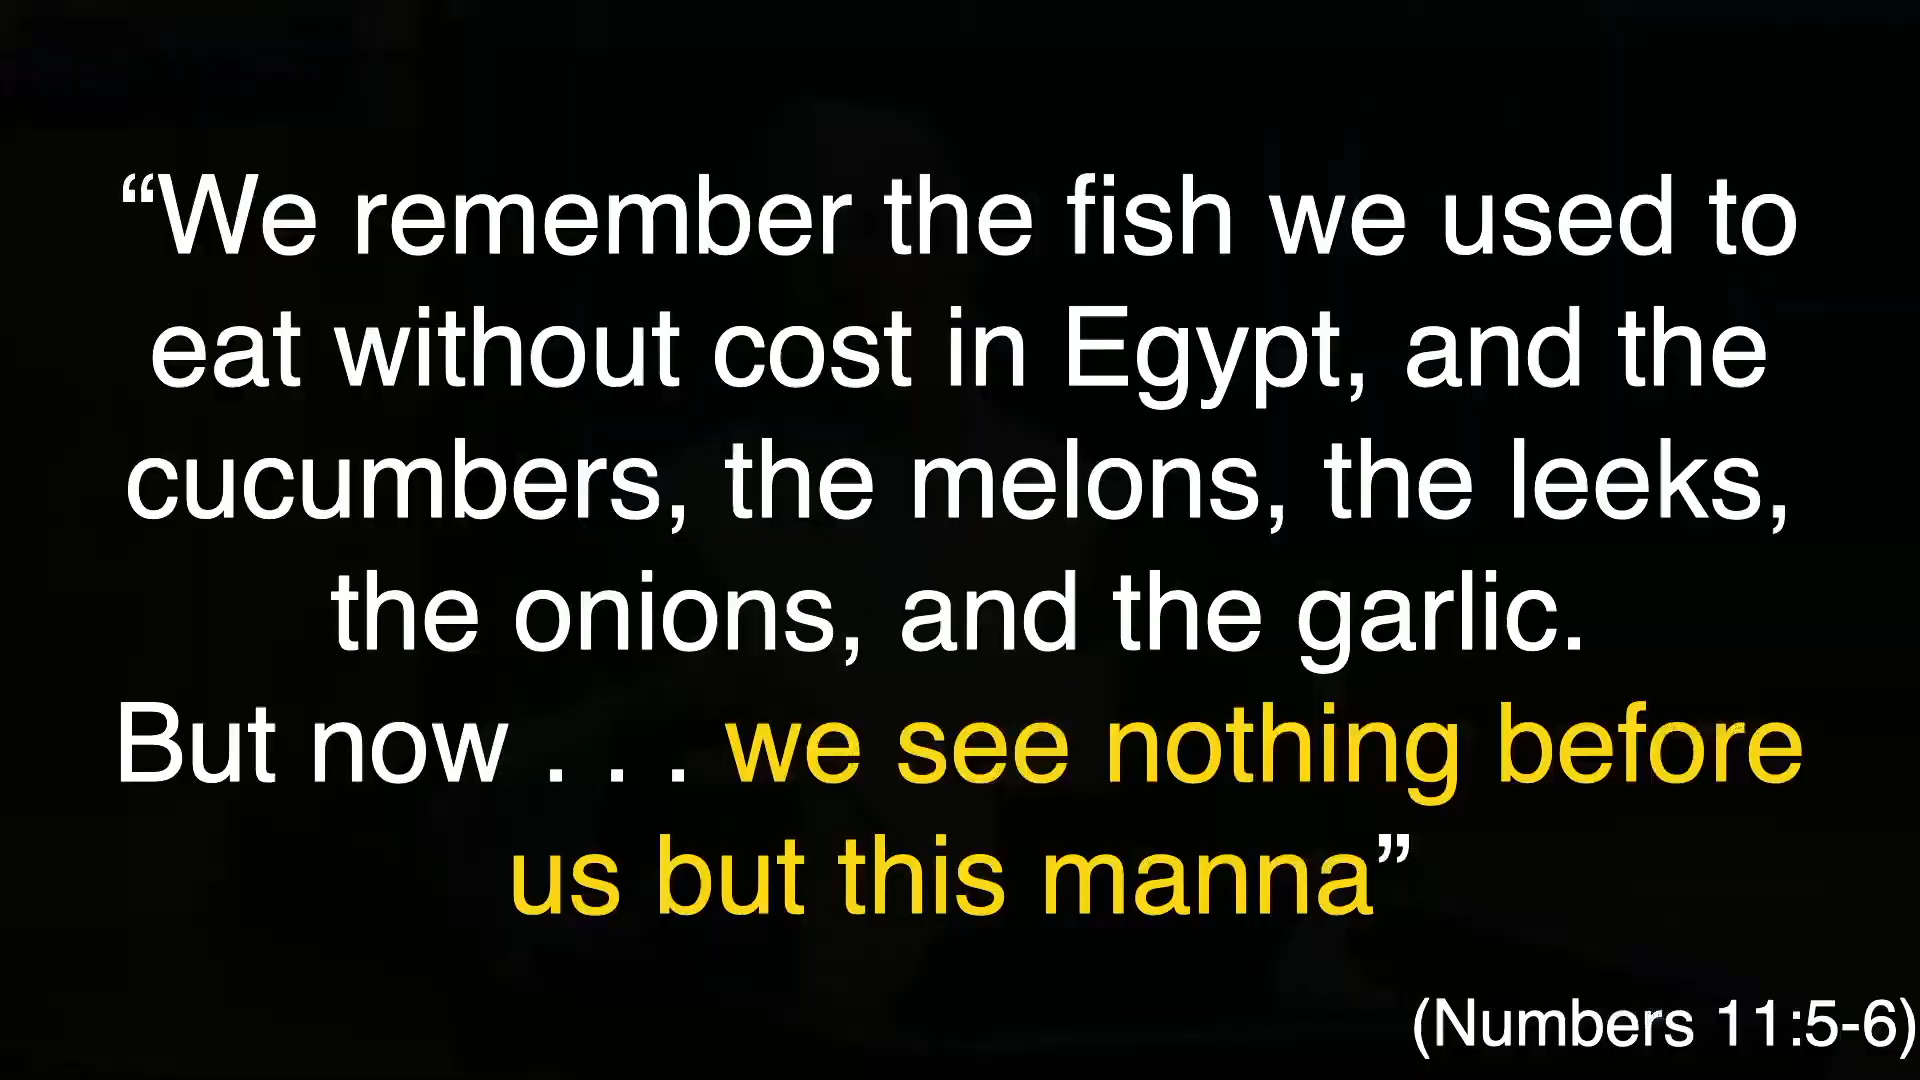 “We remember the fish we used to
eat without cost in Egypt, and the
cucumbers, the melons, the leeks,
the onions, and the garlic.
But now . . . we see nothing before
us but this manna”
(Numbers 11:5-6)